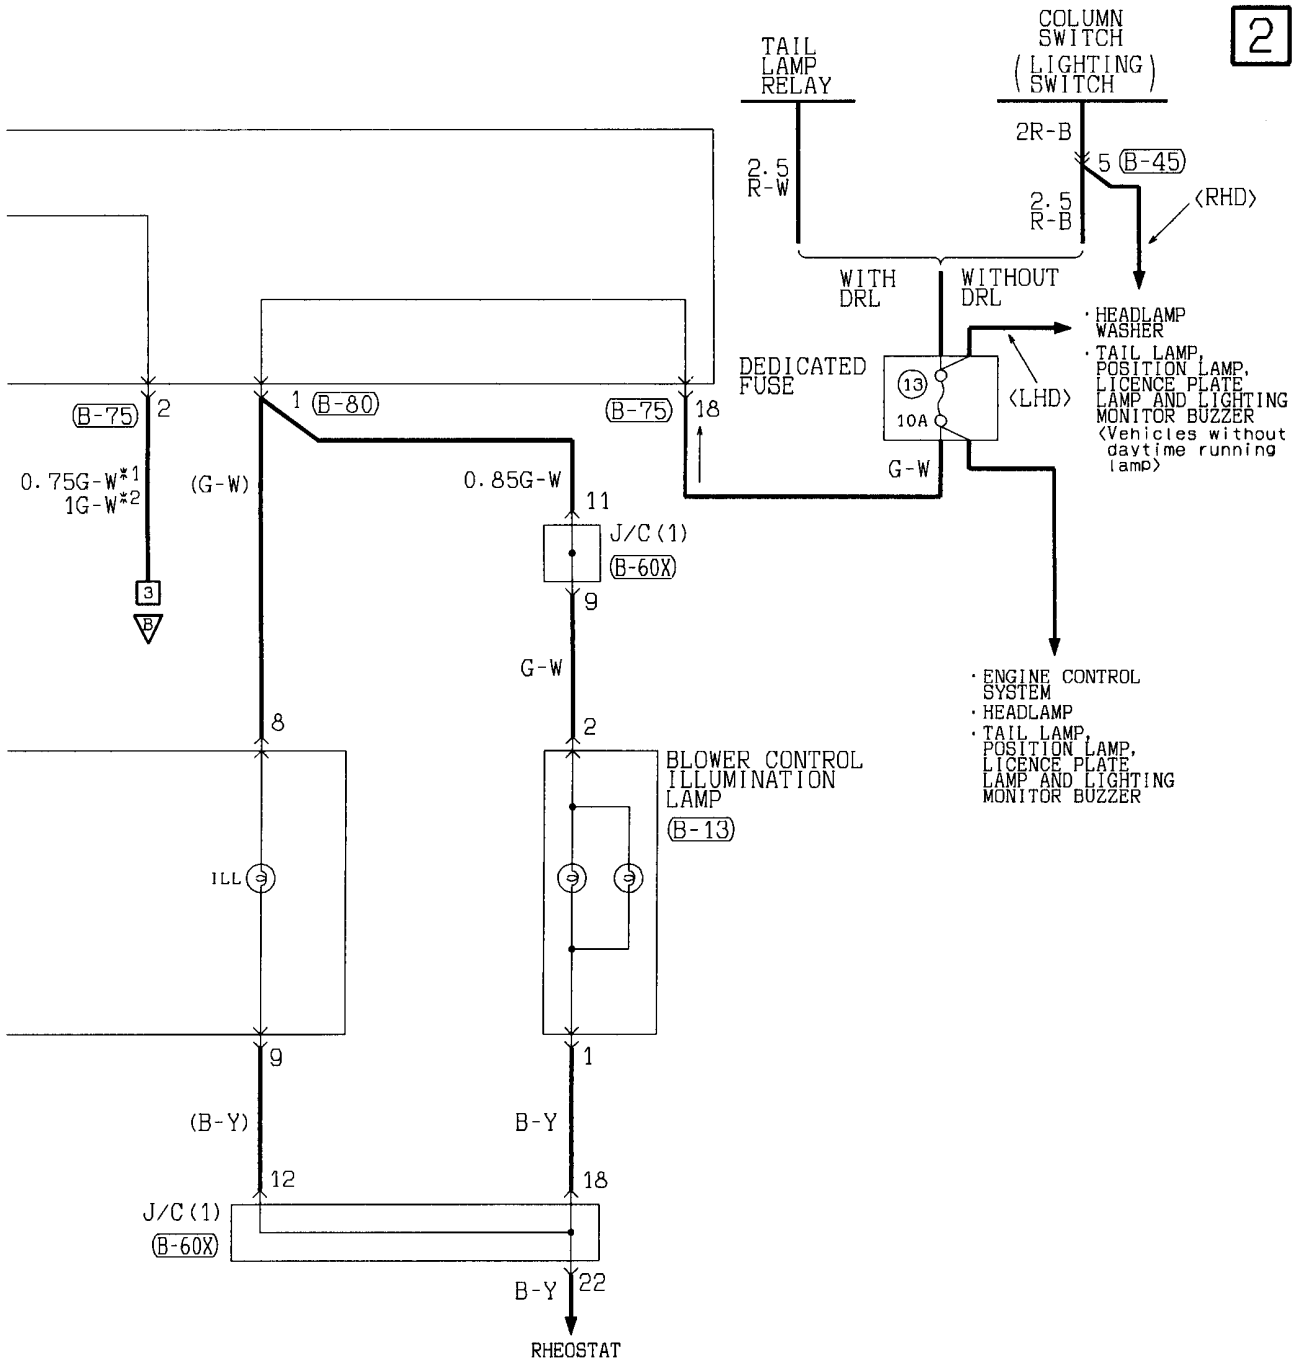 2
COLUMN
SWITCH
(LIGHTING)
SWITCH
TAIL
LAMP
RELAY
2R-B
5 (B-45)
2.5
R-W
2.5
R-B
<RHD>
WITH
DRL
WITHOUT
DRL
· HEADLAMP
WASHER
· TAIL LAMP,
POSITION LAMP,
LICENCE PLATE
LAMP AND LIGHTING
MONITOR BUZZER
<Vehicles without
daytime running
lamp>
DEDICATED
FUSE
13
10A
<LHD>
2
(B-75)
1 (B-80)
(B-75) 18
G-W
0.75G-W*1
1G-W*2
(G-W)
0.85G-W
11
J/C(1)
(B-60X)
3
B
9
G-W
· ENGINE CONTROL
SYSTEM
· HEADLAMP
· TAIL LAMP,
POSITION LAMP,
LICENCE PLATE
LAMP AND LIGHTING
MONITOR BUZZER
8
2
BLOWER CONTROL
ILLUMINATION
LAMP
(B-13)
ILL
9
1
(B-Y)
B-Y
12
18
J/C(1)
(B-60X)
B-Y
22
RHEOSTAT